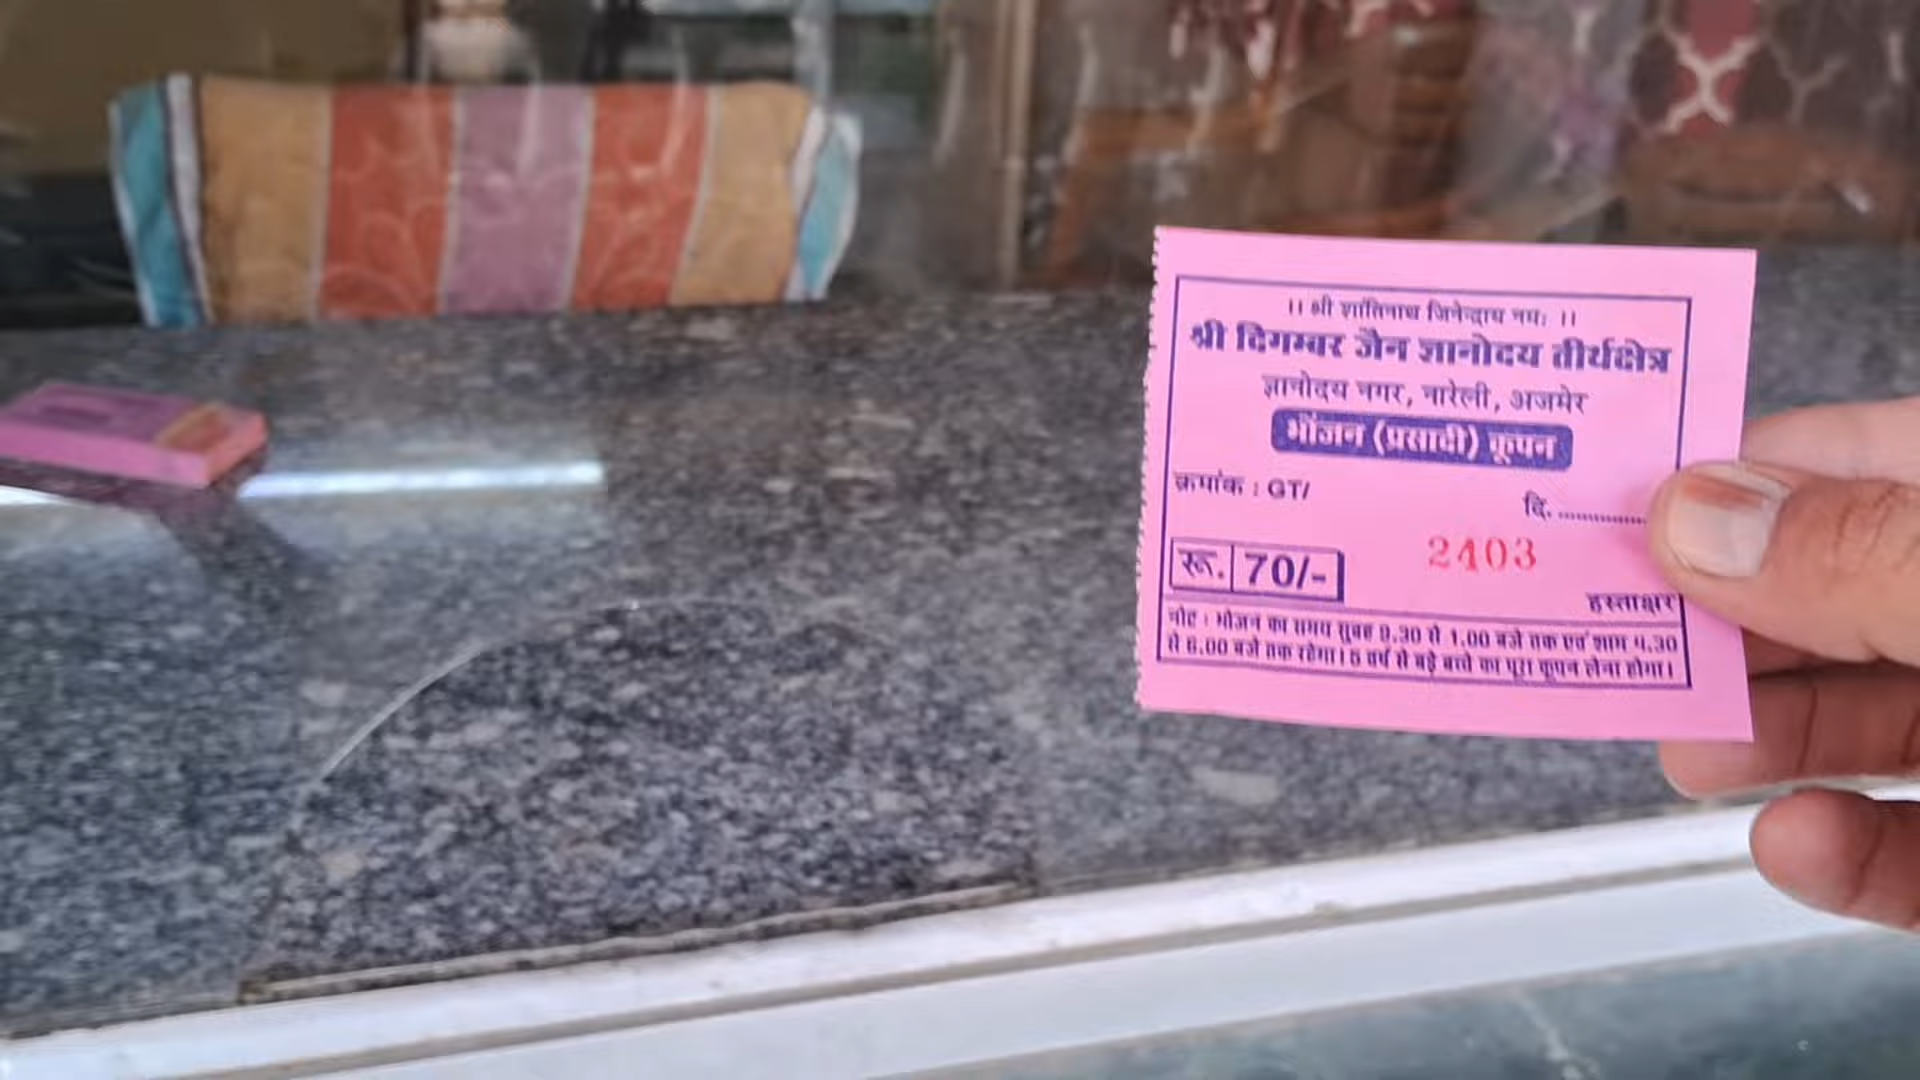 ।। श्री शांतिनाथ जिनेन्द्राय नमः ।।
श्री दिगम्बर जैन ज्ञानोदय तीर्थक्षेत्र
ज्ञानोदय नगर, नारेली, अजमेर
भोजन (प्रसादी) कूपन
क्रमांक : GT/ दि. ..............
2403
रू. 70/-
हस्ताक्षर
नोट : भोजन का समय सुबह 9.30 से 1.00 बजे तक एवं शाम 4.30
से 6.00 बजे तक रहेगा। 5 वर्ष से बड़े बच्चे का पूरा कूपन लेना होगा।